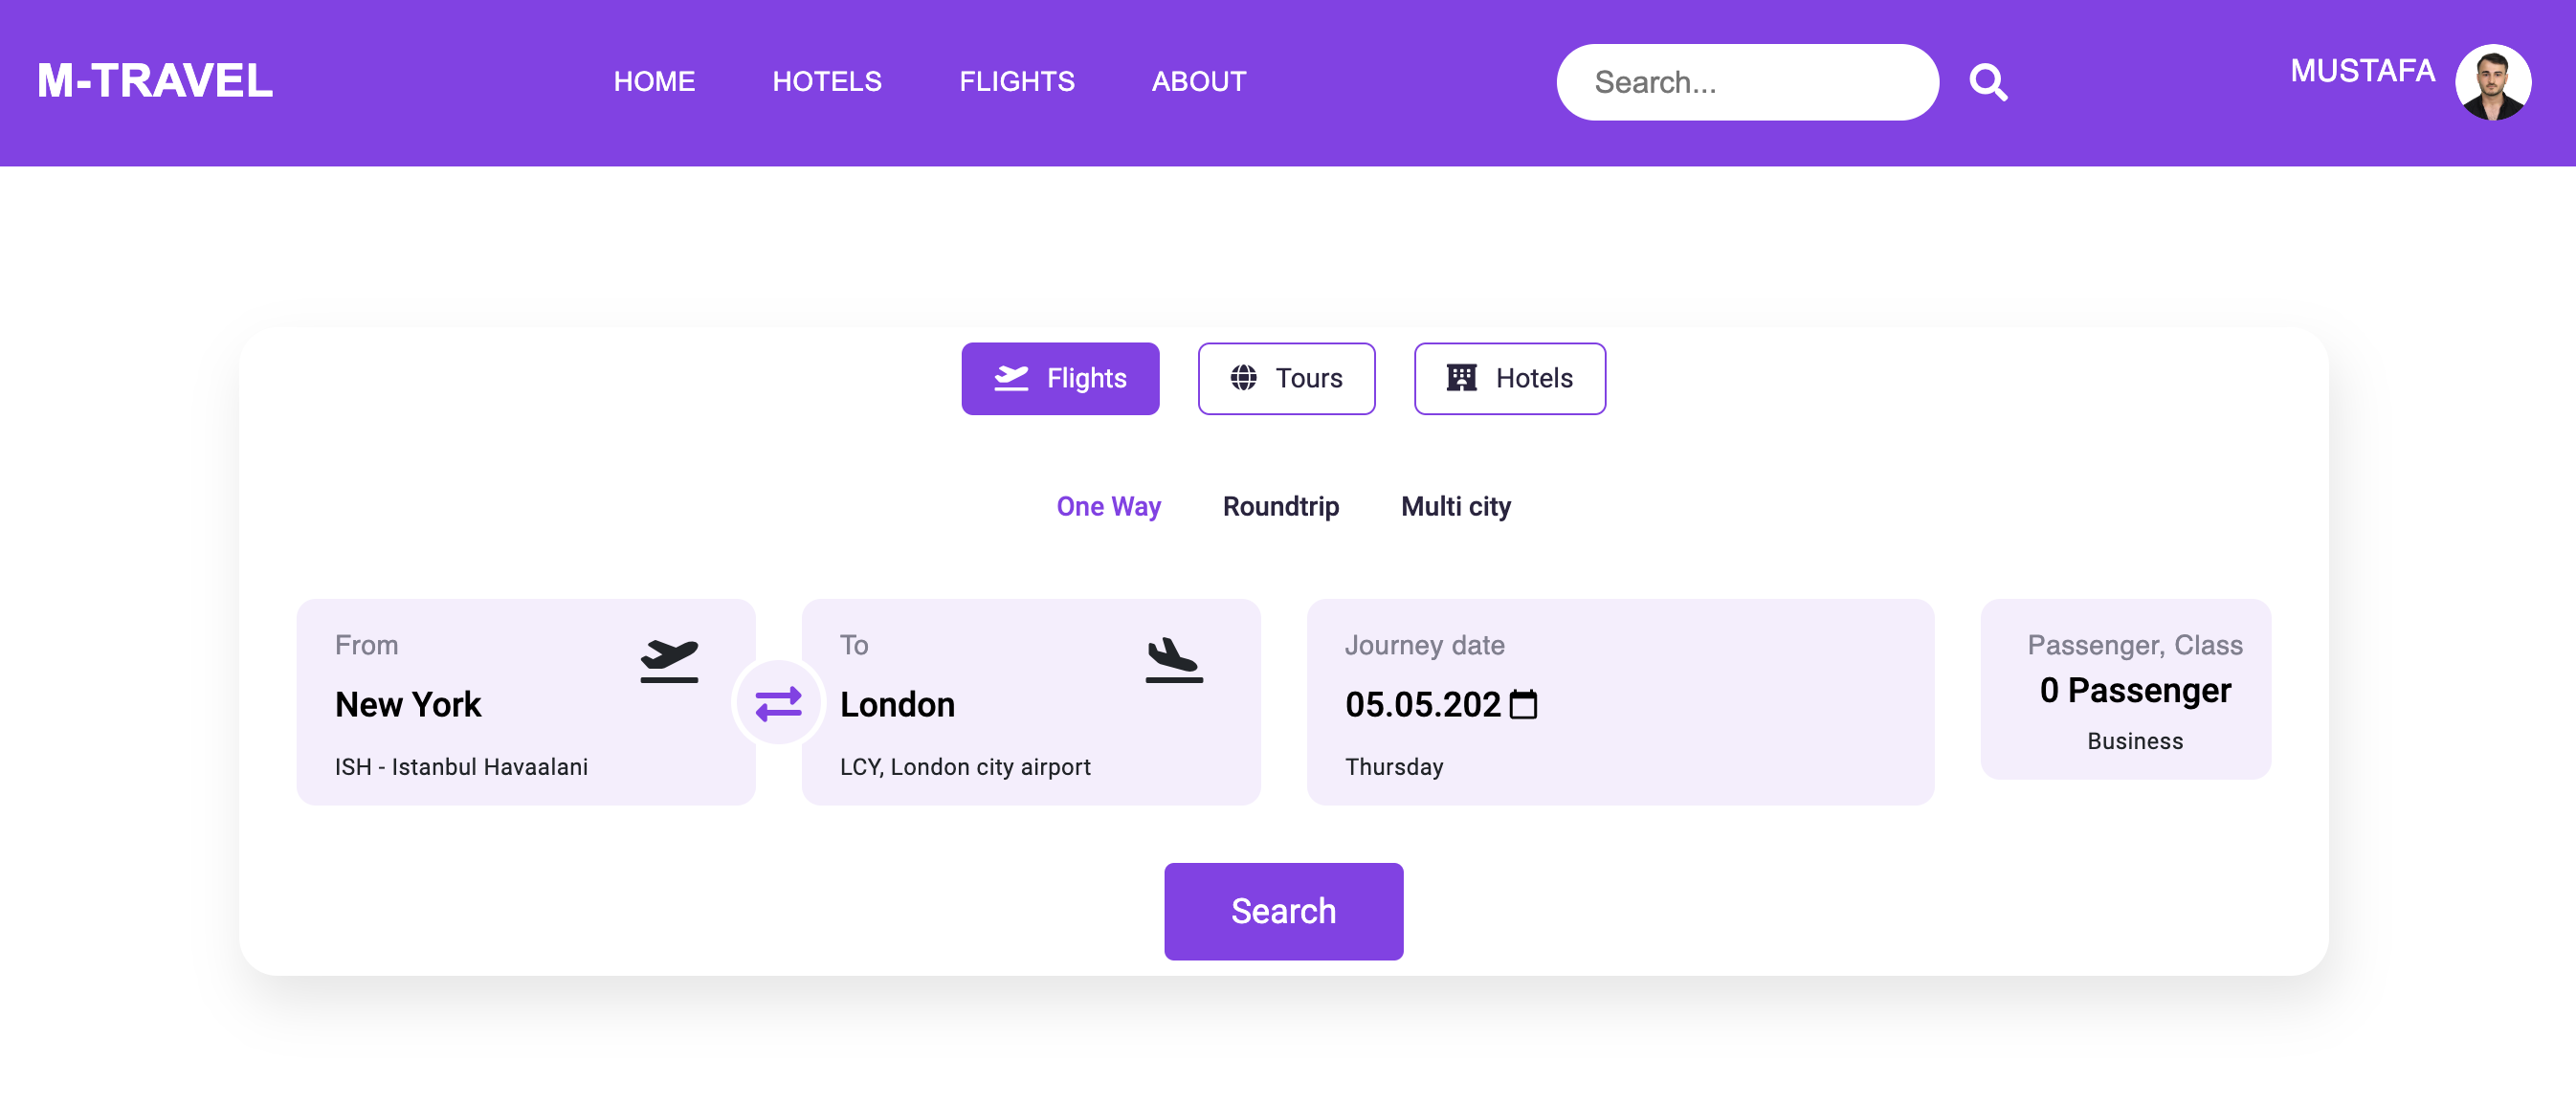 M-TRAVEL
HOME HOTELS FLIGHTS ABOUT
Search...
MUSTAFA
Flights Tours Hotels
One Way Roundtrip Multi city
From
New York
ISH - Istanbul Havaalani
To
London
LCY, London city airport
Journey date
05.05.202
Thursday
Passenger, Class
0 Passenger
Business
Search